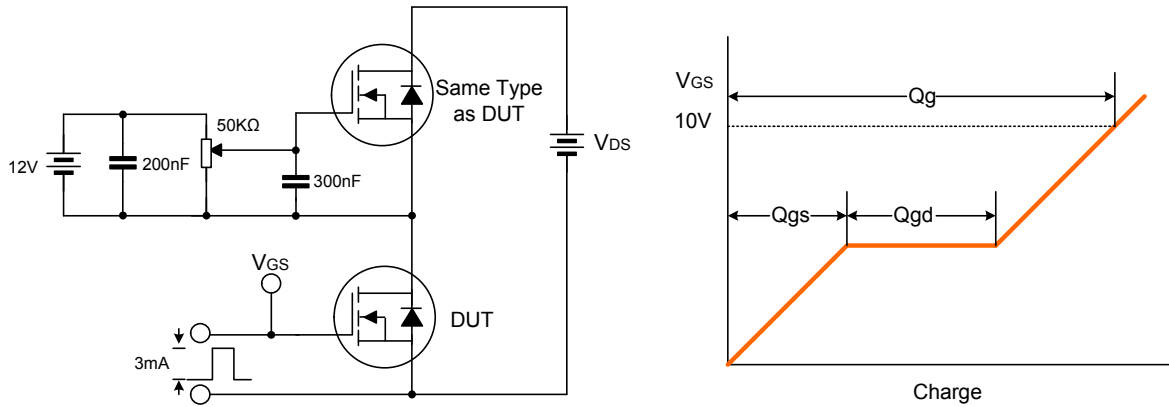 12V
200nF
50KΩ
300nF
Same Type
as DUT
VDS
VGS
3mA
DUT
VGS
10V
Qg
Qgs
Qgd
Charge